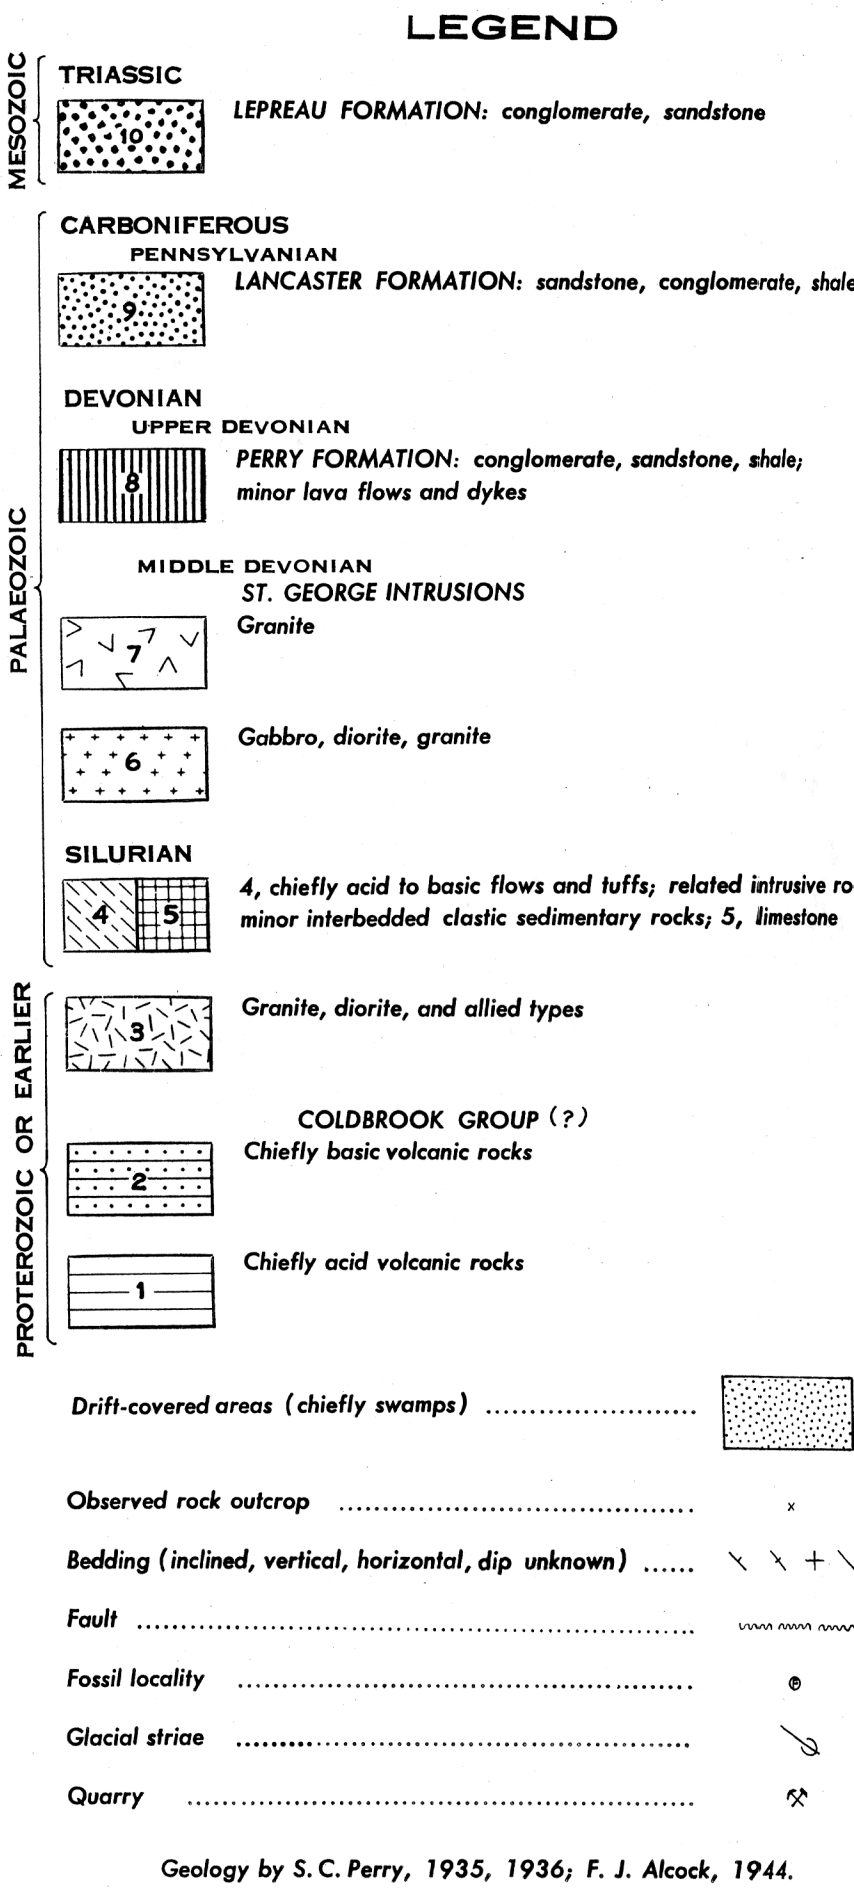 LEGEND
MESOZOIC
TRIASSIC
10
LEPREAU FORMATION: conglomerate, sandstone
PALAEOZOIC
CARBONIFEROUS
PENNSYLVANIAN
9
LANCASTER FORMATION: sandstone, conglomerate, shale
DEVONIAN
UPPER DEVONIAN
8
PERRY FORMATION: conglomerate, sandstone, shale;
minor lava flows and dykes
MIDDLE DEVONIAN
ST. GEORGE INTRUSIONS
7
Granite
6
Gabbro, diorite, granite
SILURIAN
4 5
4, chiefly acid to basic flows and tuffs; related intrusive ro
minor interbedded clastic sedimentary rocks; 5, limestone
PROTEROZOIC OR EARLIER
3
Granite, diorite, and allied types
COLDBROOK GROUP (?)
2
Chiefly basic volcanic rocks
1
Chiefly acid volcanic rocks
Drift-covered areas (chiefly swamps) ........................
Observed rock outcrop ........................................ x
Bedding (inclined, vertical, horizontal, dip unknown) ......
Fault ...............................................................
Fossil locality .................................................... F
Glacial striae ....................................................
Quarry .........................................................
Geology by S. C. Perry, 1935, 1936; F. J. Alcock, 1944.